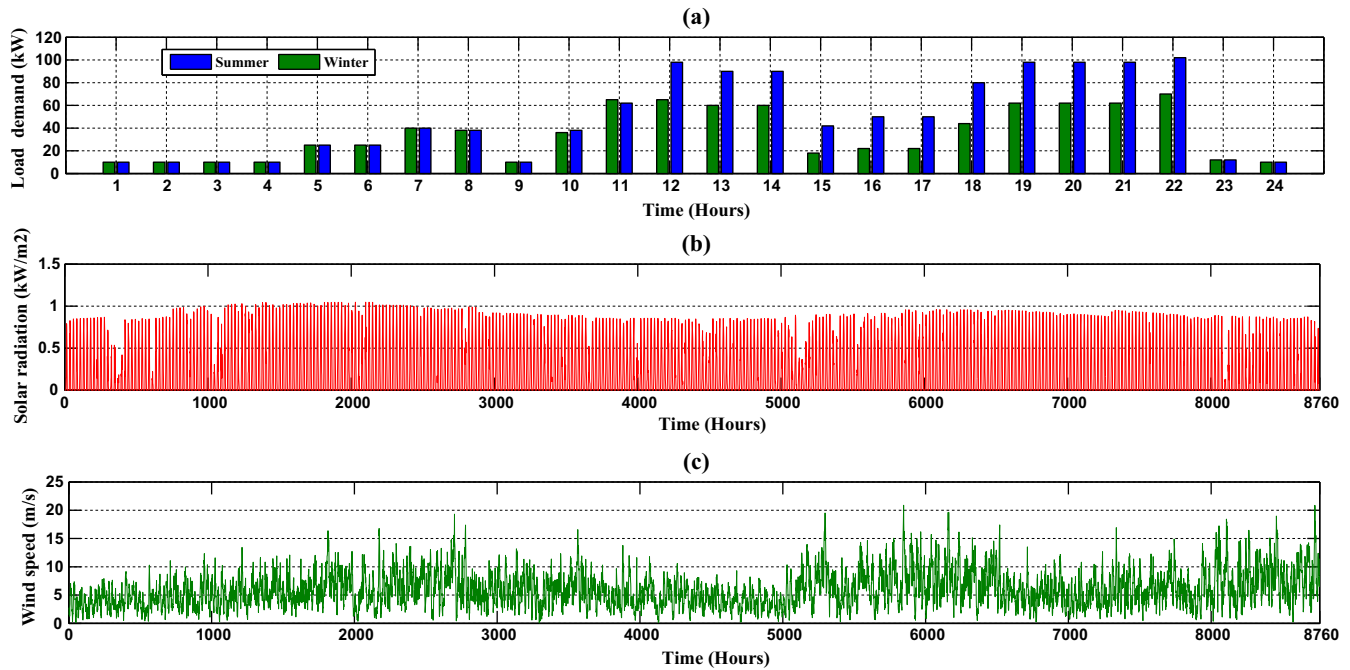 (a)
Load demand (kW)
120
100
80
60
40
20
0
Summer Winter
1 2 3 4 5 6 7 8 9 10 11 12 13 14 15 16 17 18 19 20 21 22 23 24
Time (Hours)
(b)
Solar radiation (kW/m2)
1.5
1
0.5
0
0 1000 2000 3000 4000 5000 6000 7000 8000 8760
Time (Hours)
(c)
Wind speed (m/s)
25
20
15
10
5
0
0 1000 2000 3000 4000 5000 6000 7000 8000 8760
Time (Hours)